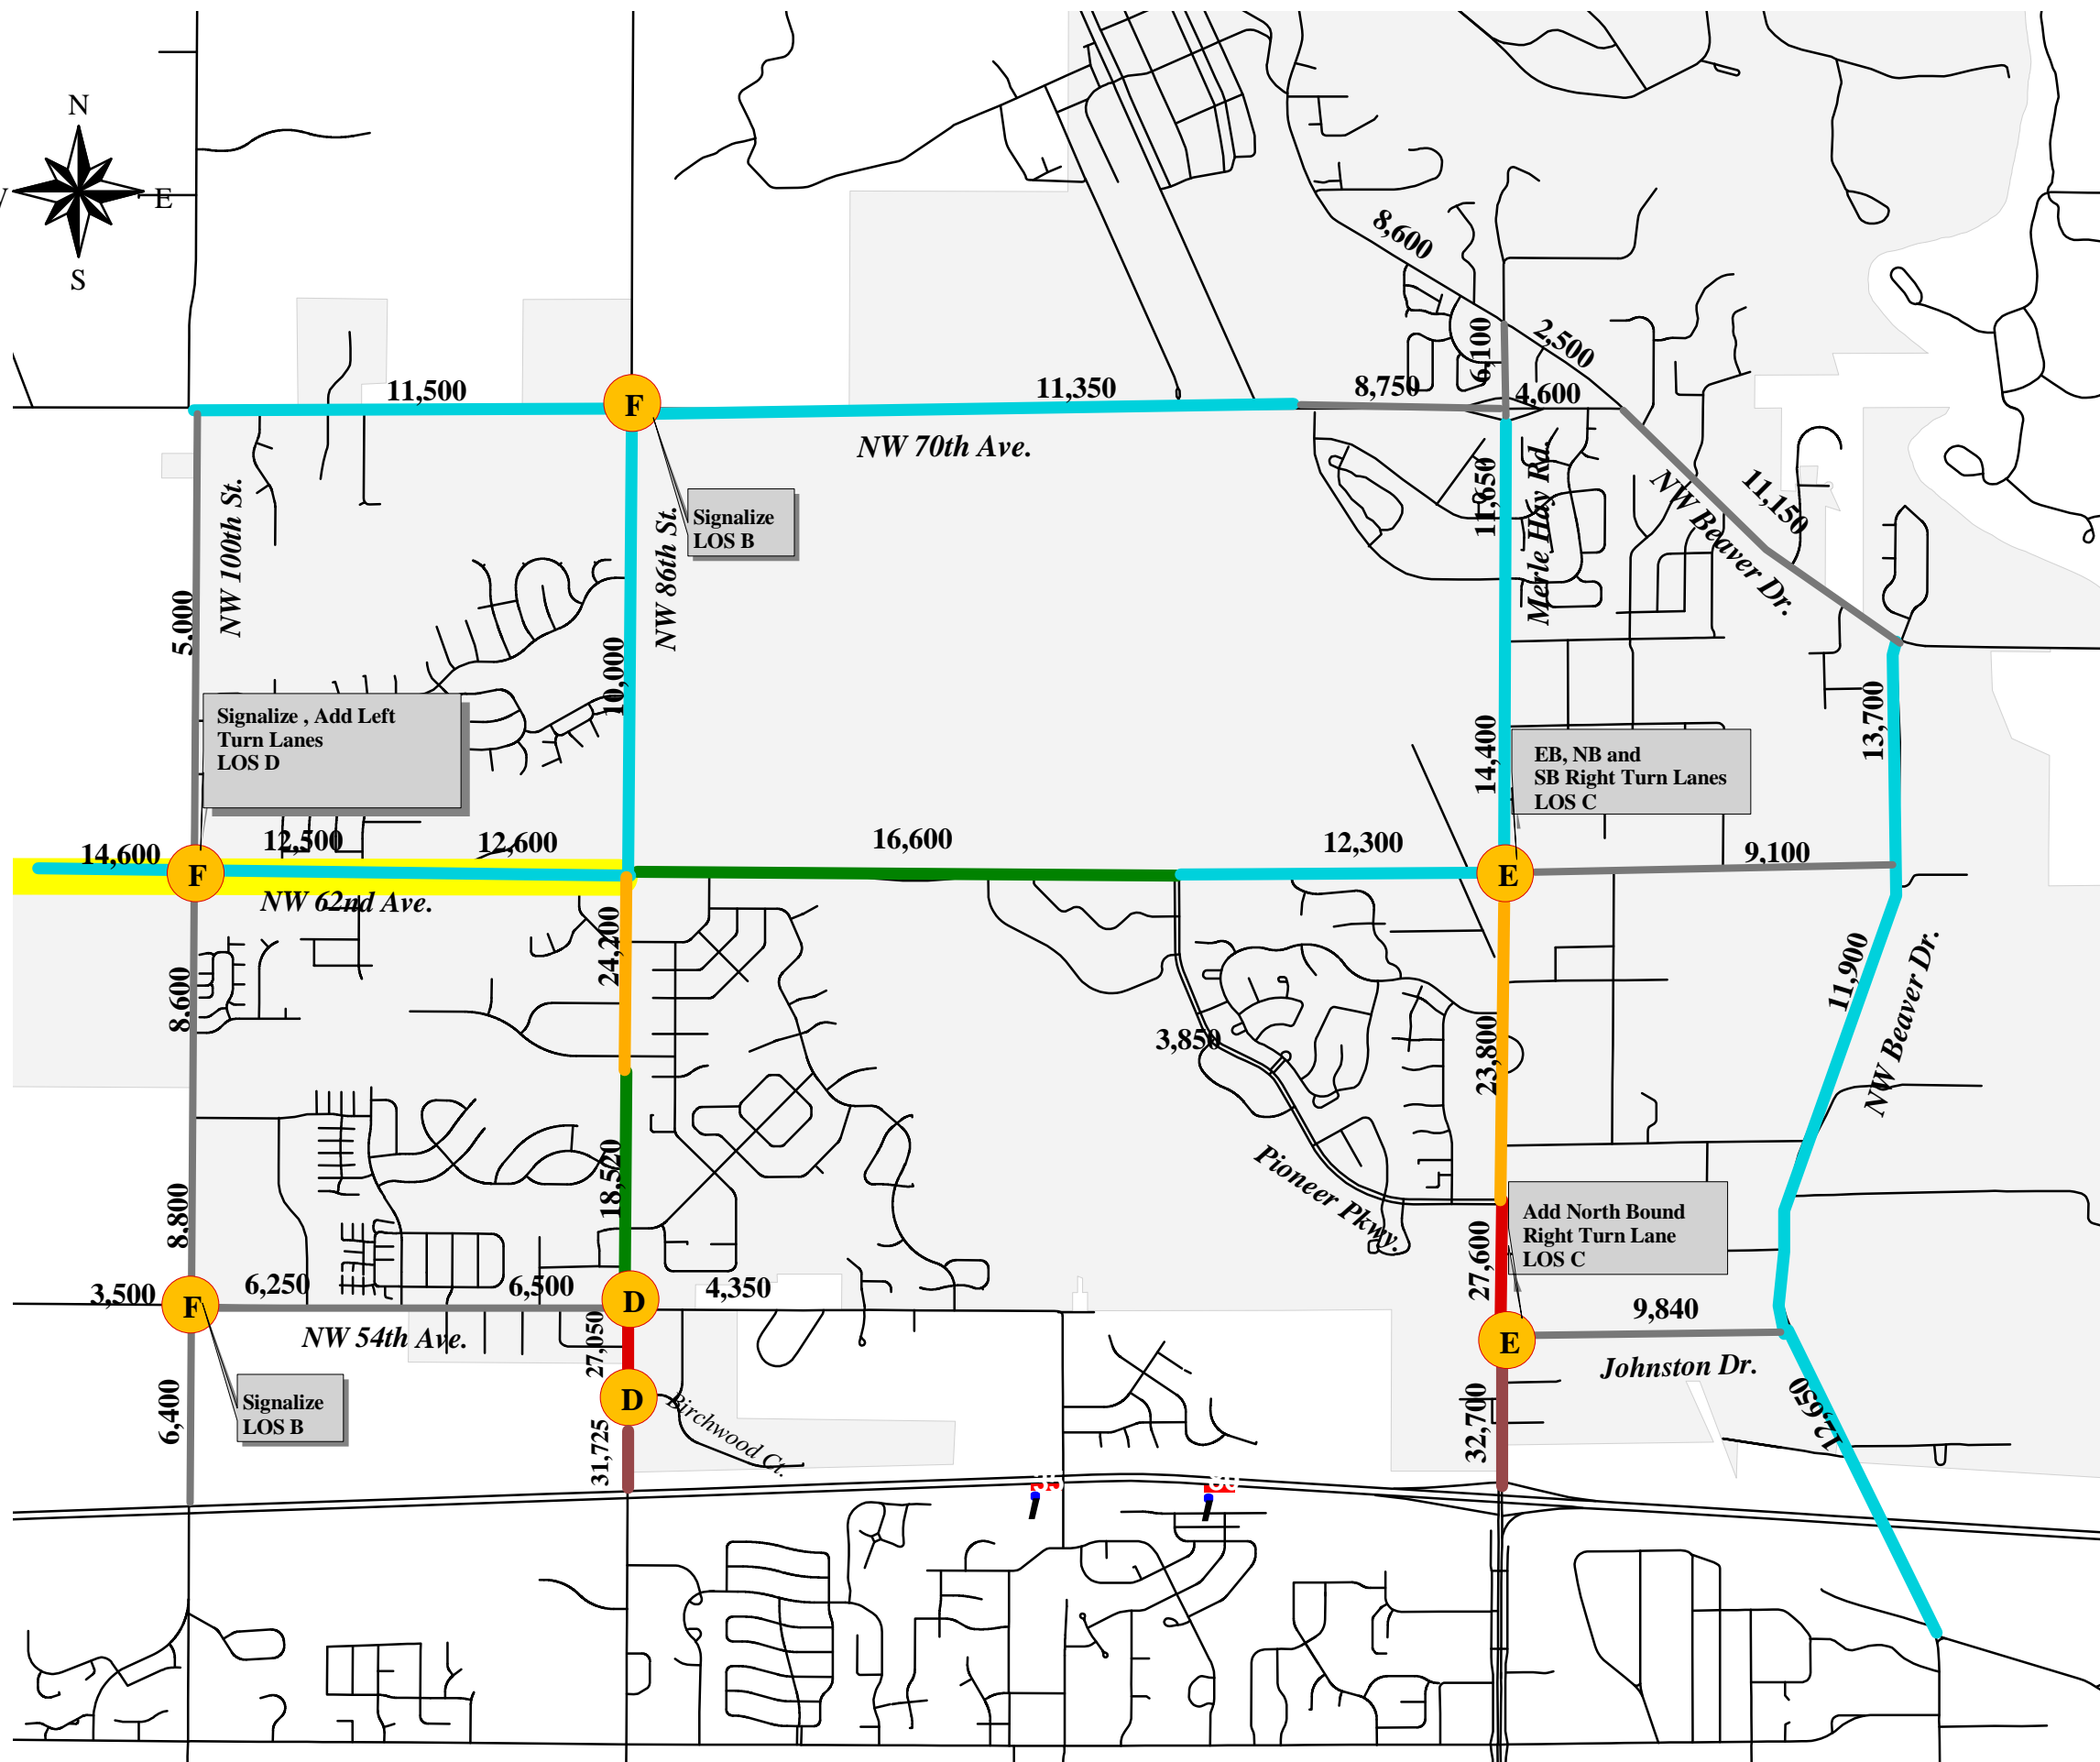 N
E
S
8,600
6,100
2,500
11,500
F
11,350
8,750
4,600
NW 70th Ave.
NW 100th St.
Signalize
LOS B
NW 86th St.
11,650
Merle Hay Rd.
NW Beaver Dr.
11,150
5,000
10,000
Signalize , Add Left
Turn Lanes
LOS D
14,400
EB, NB and
SB Right Turn Lanes
LOS C
13,700
14,600
12,500
12,600
16,600
12,300
9,100
F
E
NW 62nd Ave.
24,200
8,600
3,850
23,800
11,900
NW Beaver Dr.
18,520
8,800
Pioneer Pkwy.
27,600
Add North Bound
Right Turn Lane
LOS C
3,500
F
6,250
6,500
D
4,350
9,840
NW 54th Ave.
27,050
E
Johnston Dr.
6,400
Signalize
LOS B
D
Birchwood Ct.
31,725
32,700
12,650